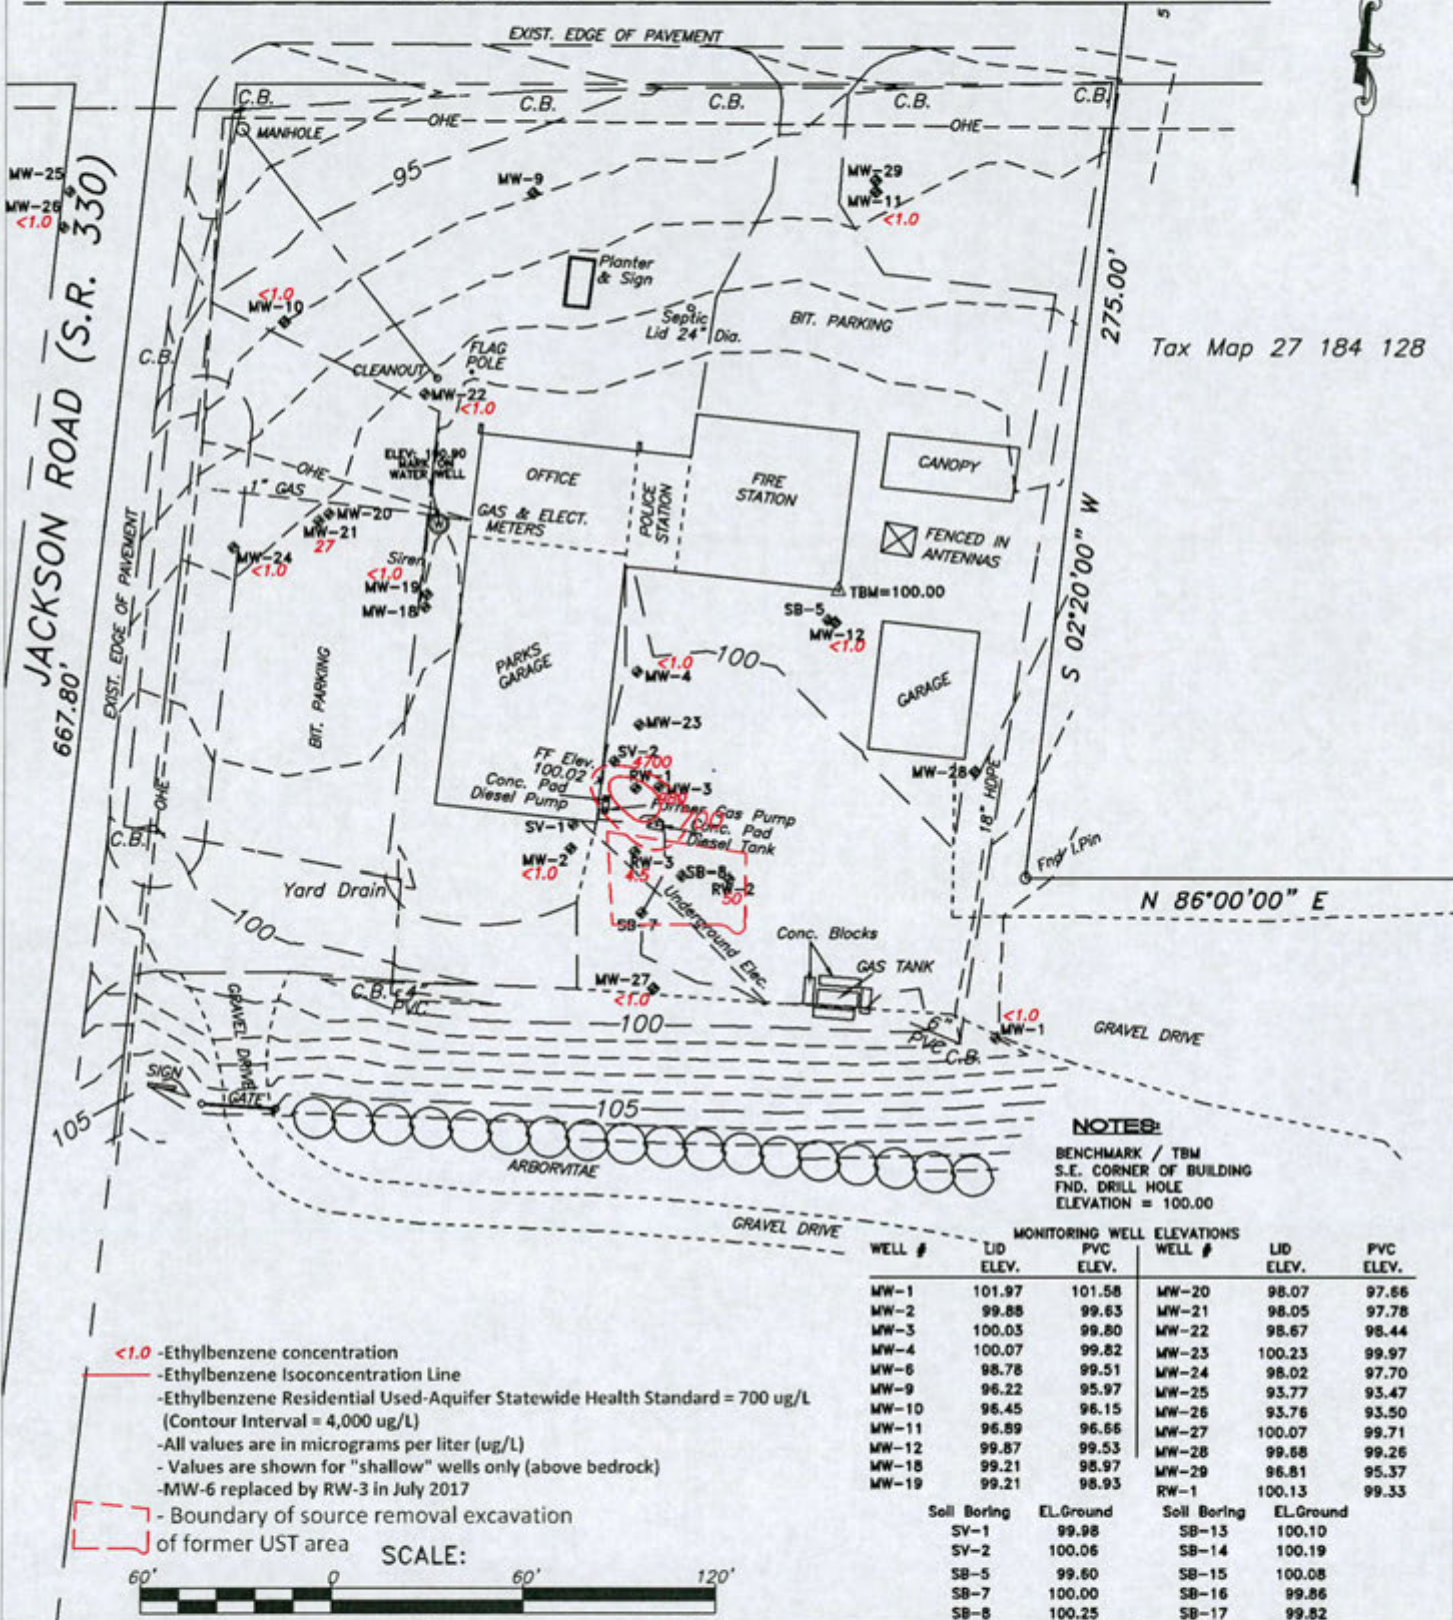 EXIST. EDGE OF PAVEMENT
5
C.B.
C.B.
C.B.
C.B.
C.B.
MANHOLE
OHE
OHE
MW-25
MW-26
<1.0
95
MW-9
MW-29
MW-11
<1.0
JACKSON ROAD (S.R. 330)
667.80'
EXIST. EDGE OF PAVEMENT
Planter
& Sign
<1.0
MW-10
Septic
Lid 24" Dia.
BIT. PARKING
275.00'
S 02°20'00" W
Tax Map 27 184 128
C.B.
FLAG
POLE
CLEANOUT
MW-22
<1.0
MARK ON
WATER WELL
OFFICE
POLICE
STATION
FIRE
STATION
CANOPY
OHE
1" GAS
GAS & ELECT.
METERS
MW-20
MW-21
27
FENCED IN
ANTENNAS
MW-24
<1.0
Siren
<1.0
MW-19
MW-18
TBM=100.00
SB-5
MW-12
<1.0
PARKS
GARAGE
<1.0
100
MW-4
GARAGE
BIT. PARKING
MW-23
SV-2
4700
FF Elev.
100.02
RW-1
MW-3
Conc. Pad
Diesel Pump
Former Gas Pump
700
Conc. Pad
Diesel Tank
MW-28
18" HDPE
OHE
C.B.
SV-1
MW-2
<1.0
RW-3
4.5
SB-8
RW-2
50
Fnd I.Pin
N 86°00'00" E
Yard Drain
100
SB-7
Underground Elec.
Conc. Blocks
GAS TANK
MW-27
<1.0
C.B.
4"
PVC
GRAVEL DRIVE
100
6"
PVC
C.B.
<1.0
MW-1
GRAVEL DRIVE
SIGN
GATE
105
105
ARBORVITAE
GRAVEL DRIVE
NOTES:
BENCHMARK / TBM
S.E. CORNER OF BUILDING
FND. DRILL HOLE
ELEVATION = 100.00
MONITORING WELL ELEVATIONS
WELL # LID PVC WELL # LID PVC
ELEV. ELEV. ELEV. ELEV.
MW-1 101.97 101.58 MW-20 98.07 97.66
MW-2 99.88 99.63 MW-21 98.05 97.78
MW-3 100.03 99.80 MW-22 98.67 98.44
MW-4 100.07 99.82 MW-23 100.23 99.97
MW-6 98.78 99.51 MW-24 98.02 97.70
MW-9 96.22 95.97 MW-25 93.77 93.47
MW-10 96.45 96.15 MW-26 93.76 93.50
MW-11 96.89 96.66 MW-27 100.07 99.71
MW-12 99.87 99.53 MW-28 99.68 99.26
MW-18 99.21 98.97 MW-29 96.81 95.37
MW-19 99.21 98.93 RW-1 100.13 99.33
Soil Boring EL.Ground Soil Boring EL.Ground
SV-1 99.98 SB-13 100.10
SV-2 100.06 SB-14 100.19
SB-5 99.60 SB-15 100.08
SB-7 100.00 SB-16 99.86
SB-8 100.25 SB-17 99.82
<1.0 -Ethylbenzene concentration
-Ethylbenzene Isoconcentration Line
-Ethylbenzene Residential Used-Aquifer Statewide Health Standard = 700 ug/L
(Contour Interval = 4,000 ug/L)
-All values are in micrograms per liter (ug/L)
- Values are shown for "shallow" wells only (above bedrock)
-MW-6 replaced by RW-3 in July 2017
- Boundary of source removal excavation
of former UST area
SCALE:
60' 0 60' 120'